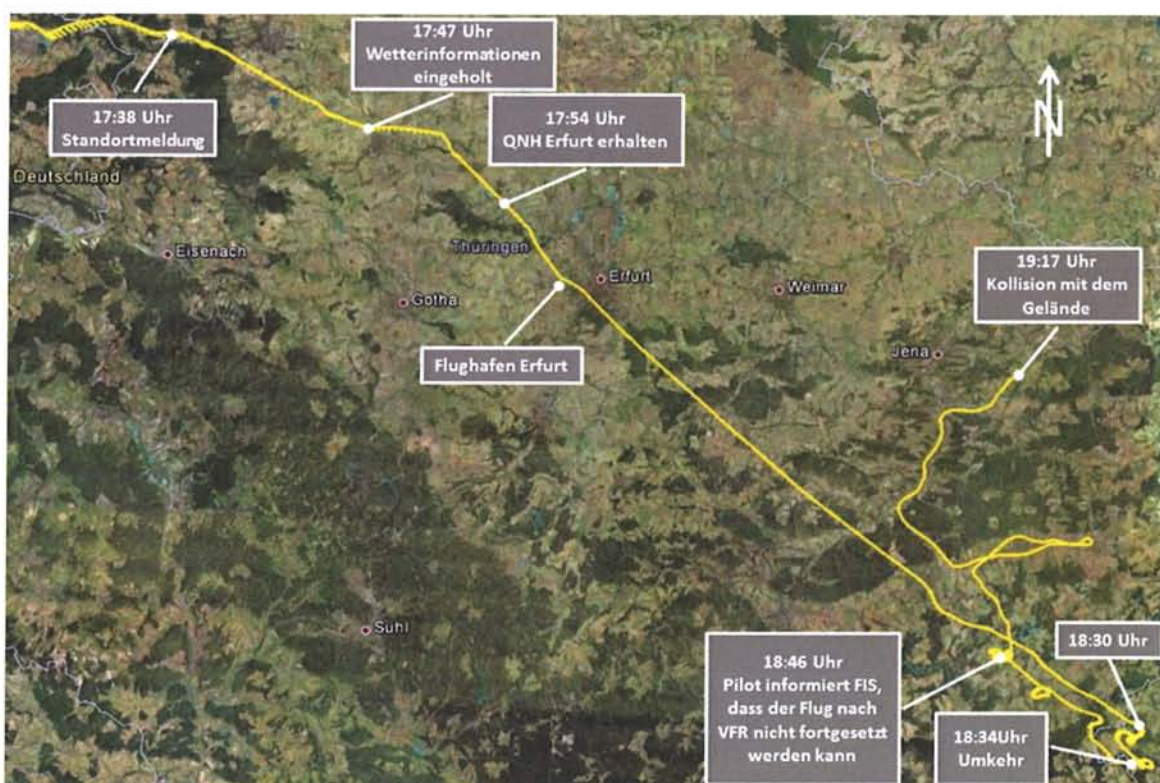 17:47 Uhr
Wetterinformationen
eingeholt
17:38 Uhr
Standortmeldung
17:54 Uhr
QNH Erfurt erhalten
N
Deutschland
Eisenach
Thüringen
Gotha
Erfurt
Weimar
19:17 Uhr
Kollision mit dem
Gelände
Jena
Flughafen Erfurt
Suhl
18:46 Uhr
Pilot informiert FIS,
dass der Flug nach
VFR nicht fortgesetzt
werden kann
18:30 Uhr
18:34Uhr
Umkehr